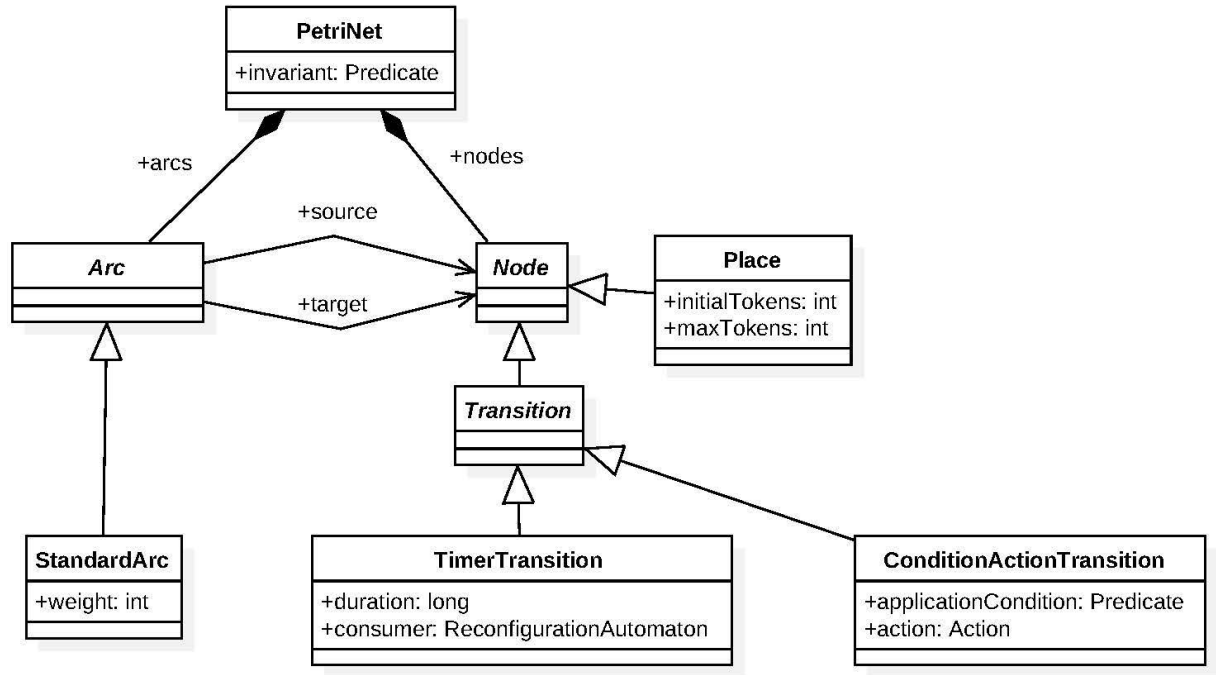 PetriNet
+invariant: Predicate
+arcs
+nodes
+source
Arc
Node
Place
+initialTokens: int
+maxTokens: int
+target
Transition
StandardArc
+weight: int
TimerTransition
+duration: long
+consumer: ReconfigurationAutomaton
ConditionActionTransition
+applicationCondition: Predicate
+action: Action